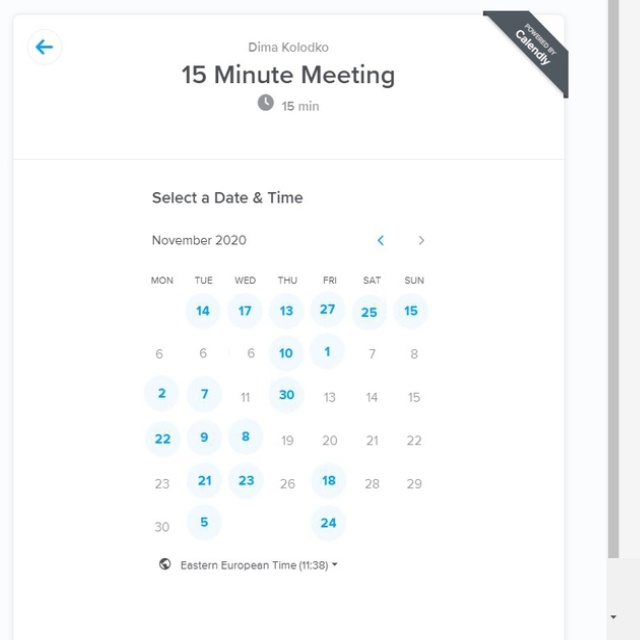 Dima Kolodko
15 Minute Meeting
15 min
POWERED BY
Calendly
Select a Date & Time
November 2020
MON TUE WED THU FRI SAT SUN
14 17 13 27 25 15
6 6 6 10 1 7 8
2 7 11 30 13 14 15
22 9 8 19 20 21 22
23 21 23 26 18 28 29
30 5 24
Eastern European Time (11:38)